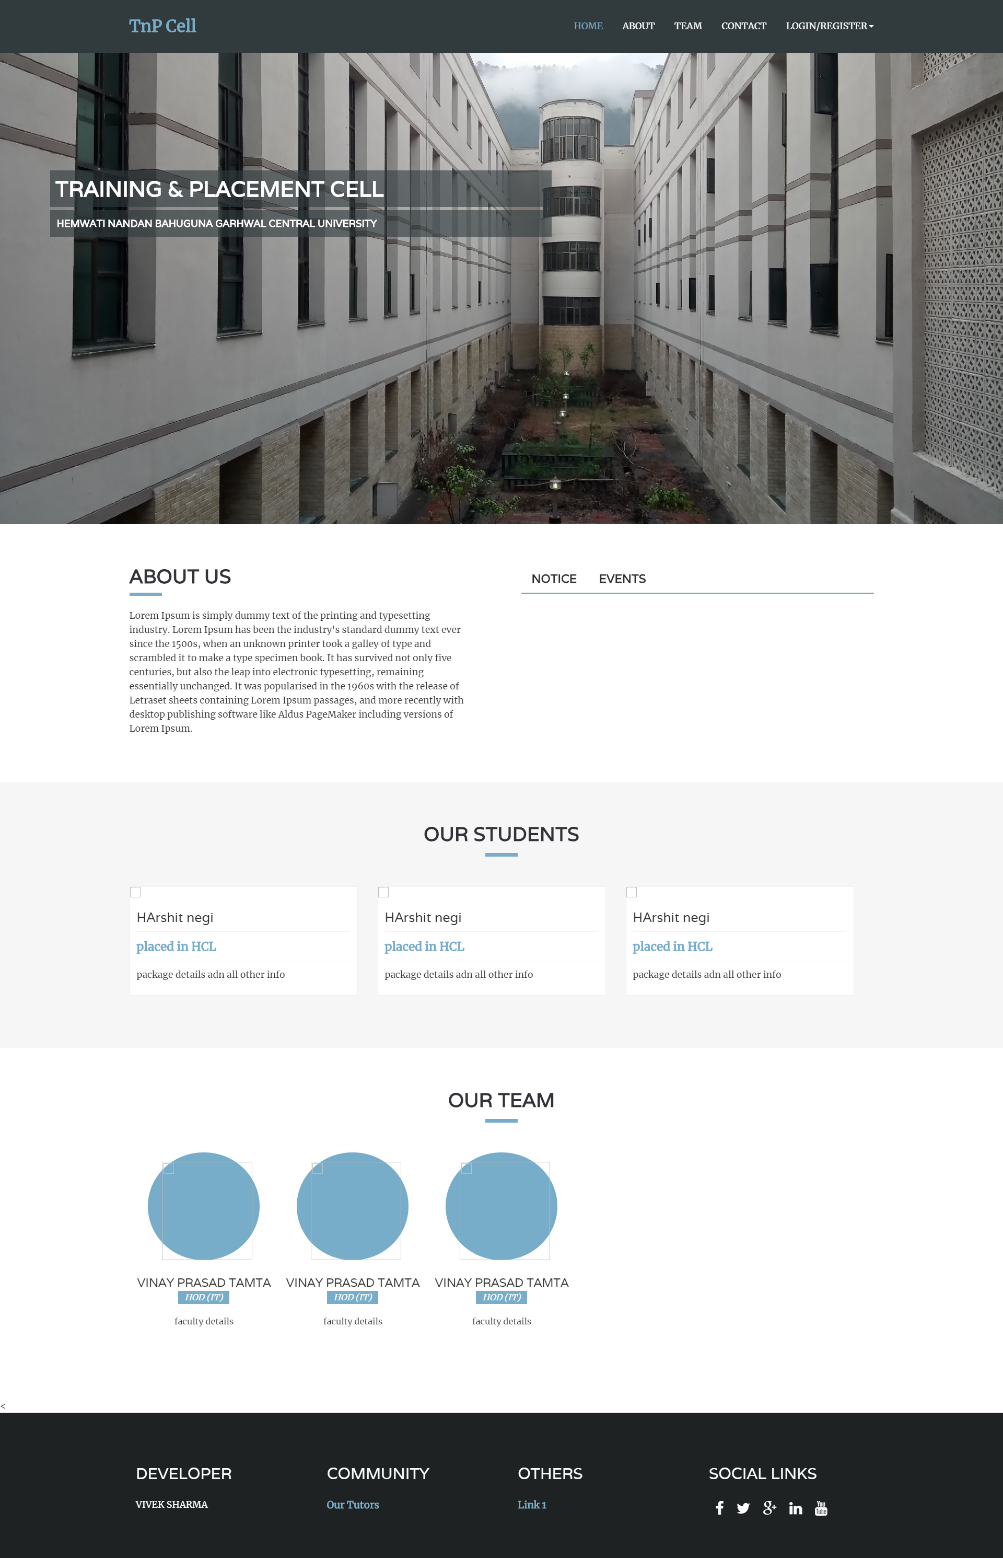 TnP Cell
HOME
ABOUT
TEAM
CONTACT
LOGIN/REGISTER
TRAINING & PLACEMENT CELL
HEMWATI NANDAN BAHUGUNA GARHWAL CENTRAL UNIVERSITY
ABOUT US
Lorem Ipsum is simply dummy text of the printing and typesetting
industry. Lorem Ipsum has been the industry's standard dummy text ever
since the 1500s, when an unknown printer took a galley of type and
scrambled it to make a type specimen book. It has survived not only five
centuries, but also the leap into electronic typesetting, remaining
essentially unchanged. It was popularised in the 1960s with the release of
Letraset sheets containing Lorem Ipsum passages, and more recently with
desktop publishing software like Aldus PageMaker including versions of
Lorem Ipsum.
NOTICE
EVENTS
OUR STUDENTS
HArshit negi
placed in HCL
package details adn all other info
HArshit negi
placed in HCL
package details adn all other info
HArshit negi
placed in HCL
package details adn all other info
OUR TEAM
VINAY PRASAD TAMTA
HOD (IT)
faculty details
VINAY PRASAD TAMTA
HOD (IT)
faculty details
VINAY PRASAD TAMTA
HOD (IT)
faculty details
<
DEVELOPER
VIVEK SHARMA
COMMUNITY
Our Tutors
OTHERS
Link 1
SOCIAL LINKS